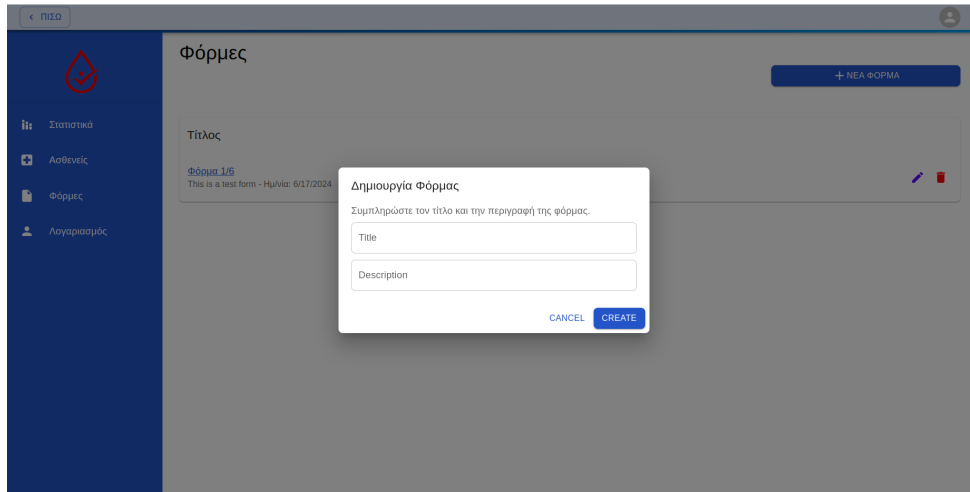 ΠΙΣΩ
Φόρμες
+ ΝΕΑ ΦΟΡΜΑ
Στατιστικά
Ασθενείς
Φόρμες
Λογαριασμός
Τίτλος
Φόρμα 1/6
This is a test form - Ημ/νία: 6/17/2024
Δημιουργία Φόρμας
Συμπληρώστε τον τίτλο και την περιγραφή της φόρμας.
Title
Description
CANCEL CREATE